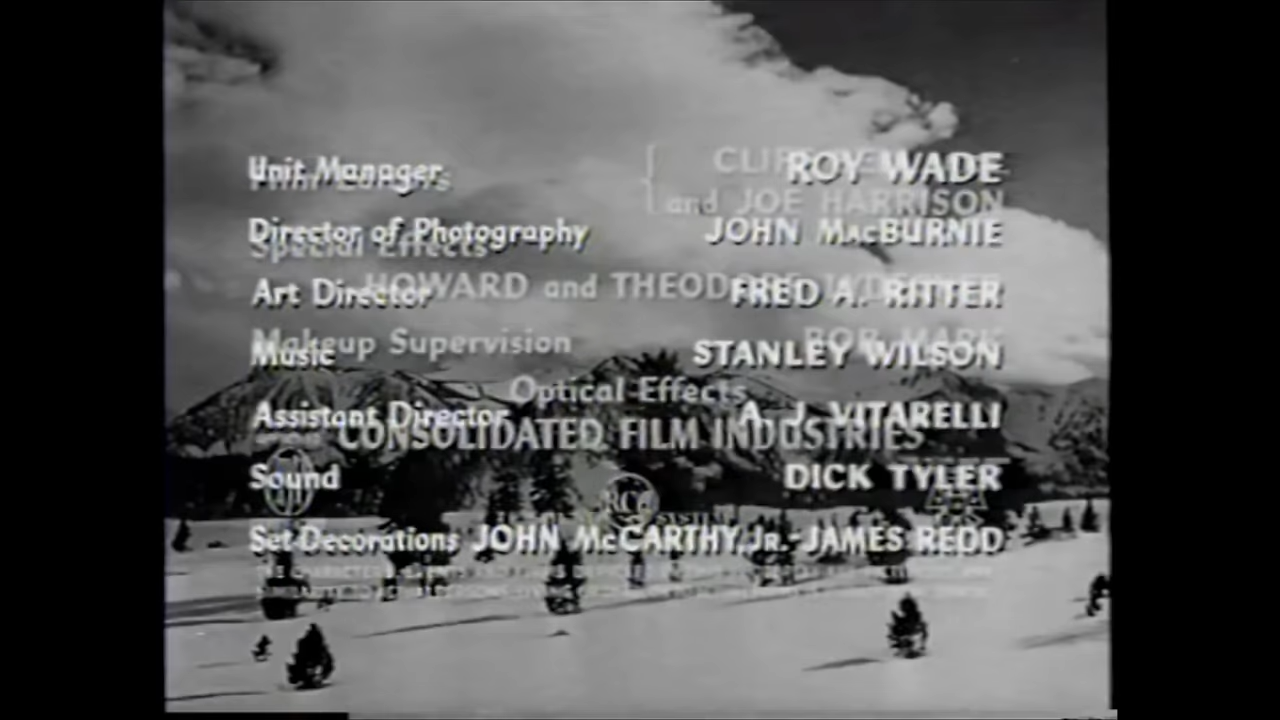 Unit Manager ROY WADE
and JOE HARRISON
Director of Photography JOHN MacBURNIE
Special Effects
HOWARD and THEODORE
Art Director FRED A. RITTER
Makeup Supervision BOB MARK
Music STANLEY WILSON
Optical Effects
Assistant Director A. J. VITARELLI
CONSOLIDATED FILM INDUSTRIES
Sound DICK TYLER
RCA
Set Decorations JOHN McCARTHY, Jr.-JAMES REDD